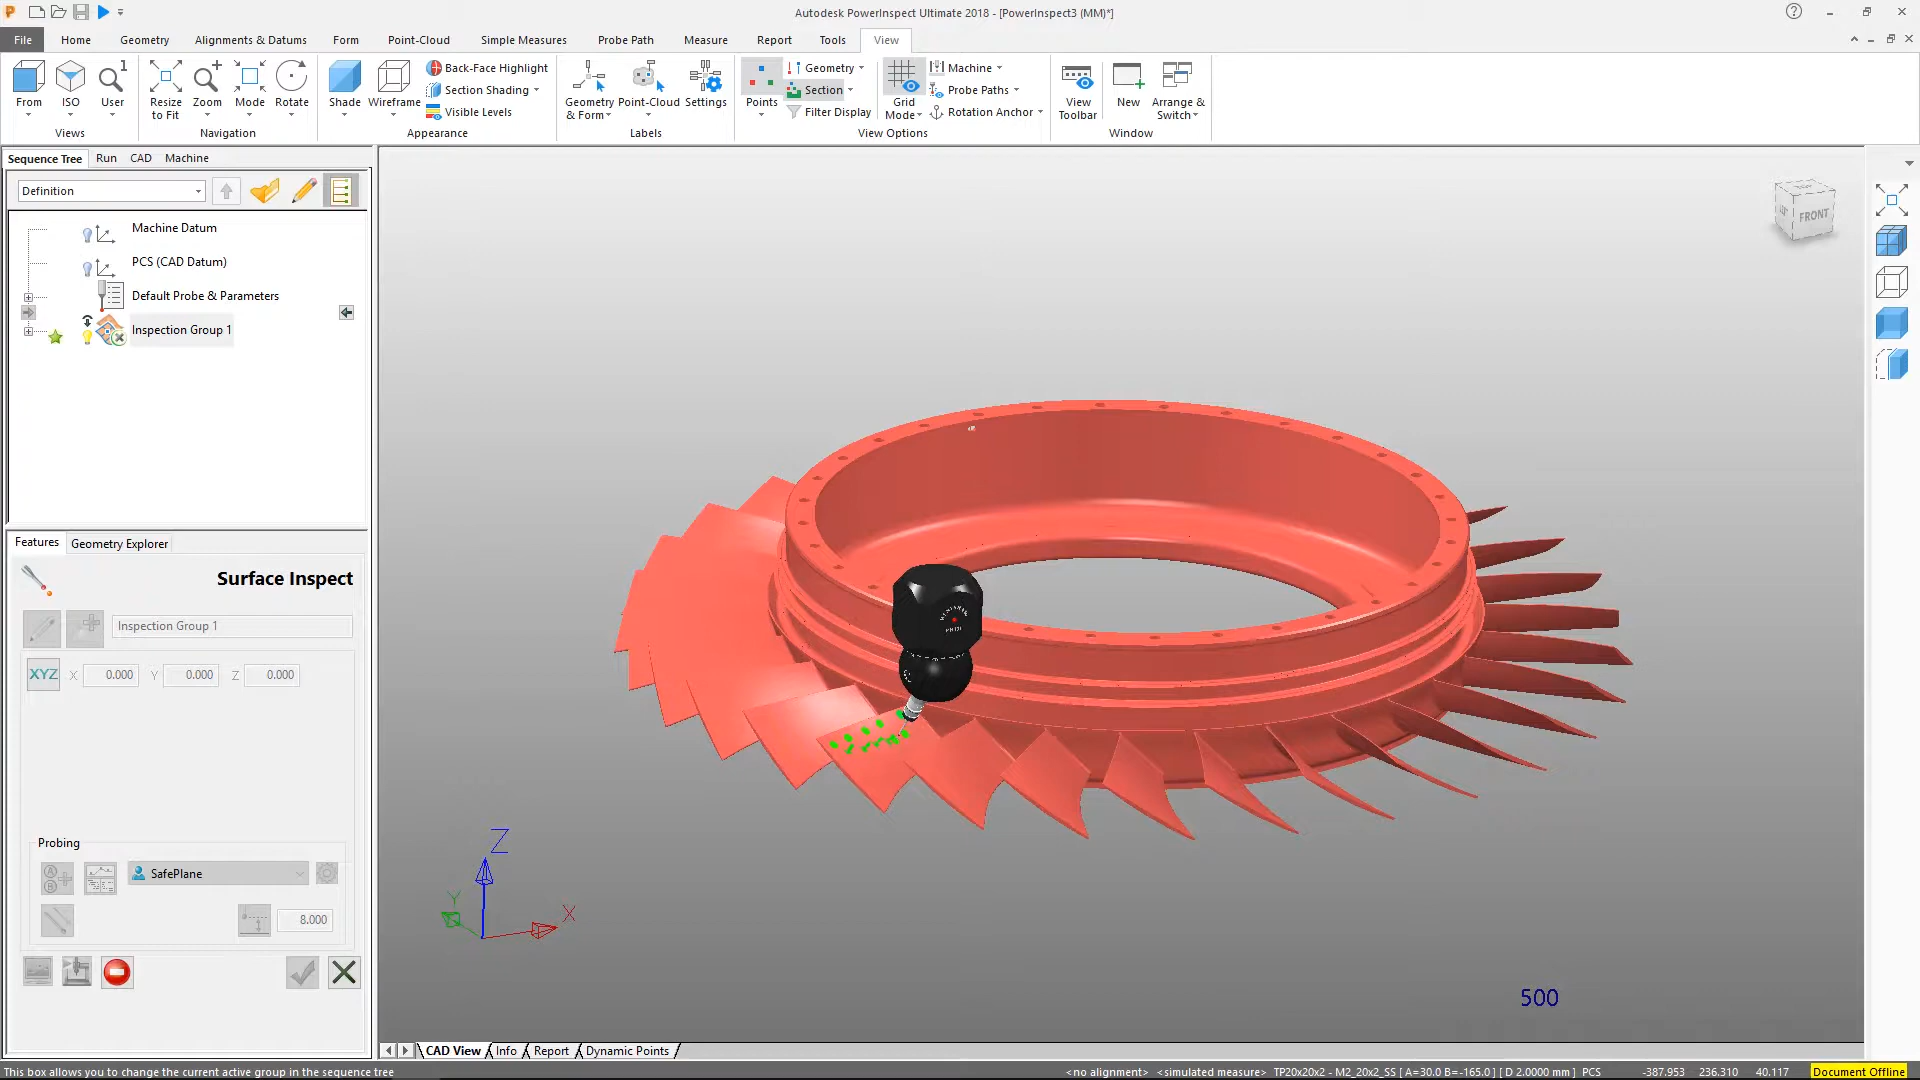 Autodesk PowerInspect Ultimate 2018 - [PowerInspect3 (MM)*]
File Home Geometry Alignments & Datums Form Point-Cloud Simple Measures Probe Path Measure Report Tools View
From ISO User
Views
Resize to Fit Zoom Mode Rotate
Navigation
Shade Wireframe
Back-Face Highlight
Section Shading
Visible Levels
Appearance
Geometry & Form Point-Cloud Settings
Labels
Points
Geometry
Section
Filter Display
Grid Mode
Machine
Probe Paths
Rotation Anchor
View Options
View Toolbar New Arrange & Switch
Window
Sequence Tree Run CAD Machine
Definition
Machine Datum
PCS (CAD Datum)
Default Probe & Parameters
Inspection Group 1
Features Geometry Explorer
Surface Inspect
Inspection Group 1
XYZ X 0.000 Y 0.000 Z 0.000
Probing
A
B
SafePlane
8.000
FRONT
RENISHAW
Z
Y
X
500
CAD View Info Report Dynamic Points
This box allows you to change the current active group in the sequence tree
<no alignment> <simulated measure> TP20x20x2 - M2_20x2_SS [ A=30.0 B=-165.0 ] [ D 2.0000 mm ] PCS -387.953 236.310 40.117 Document Offline